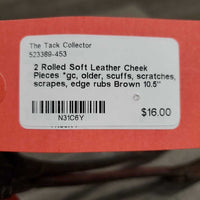 The Tack Collector
523389-453
2 Rolled Soft Leather Cheek
Pieces *gc, older, scuffs, scratches,
scrapes, edge rubs Brown 10.5"
$16.00
N31C6Y